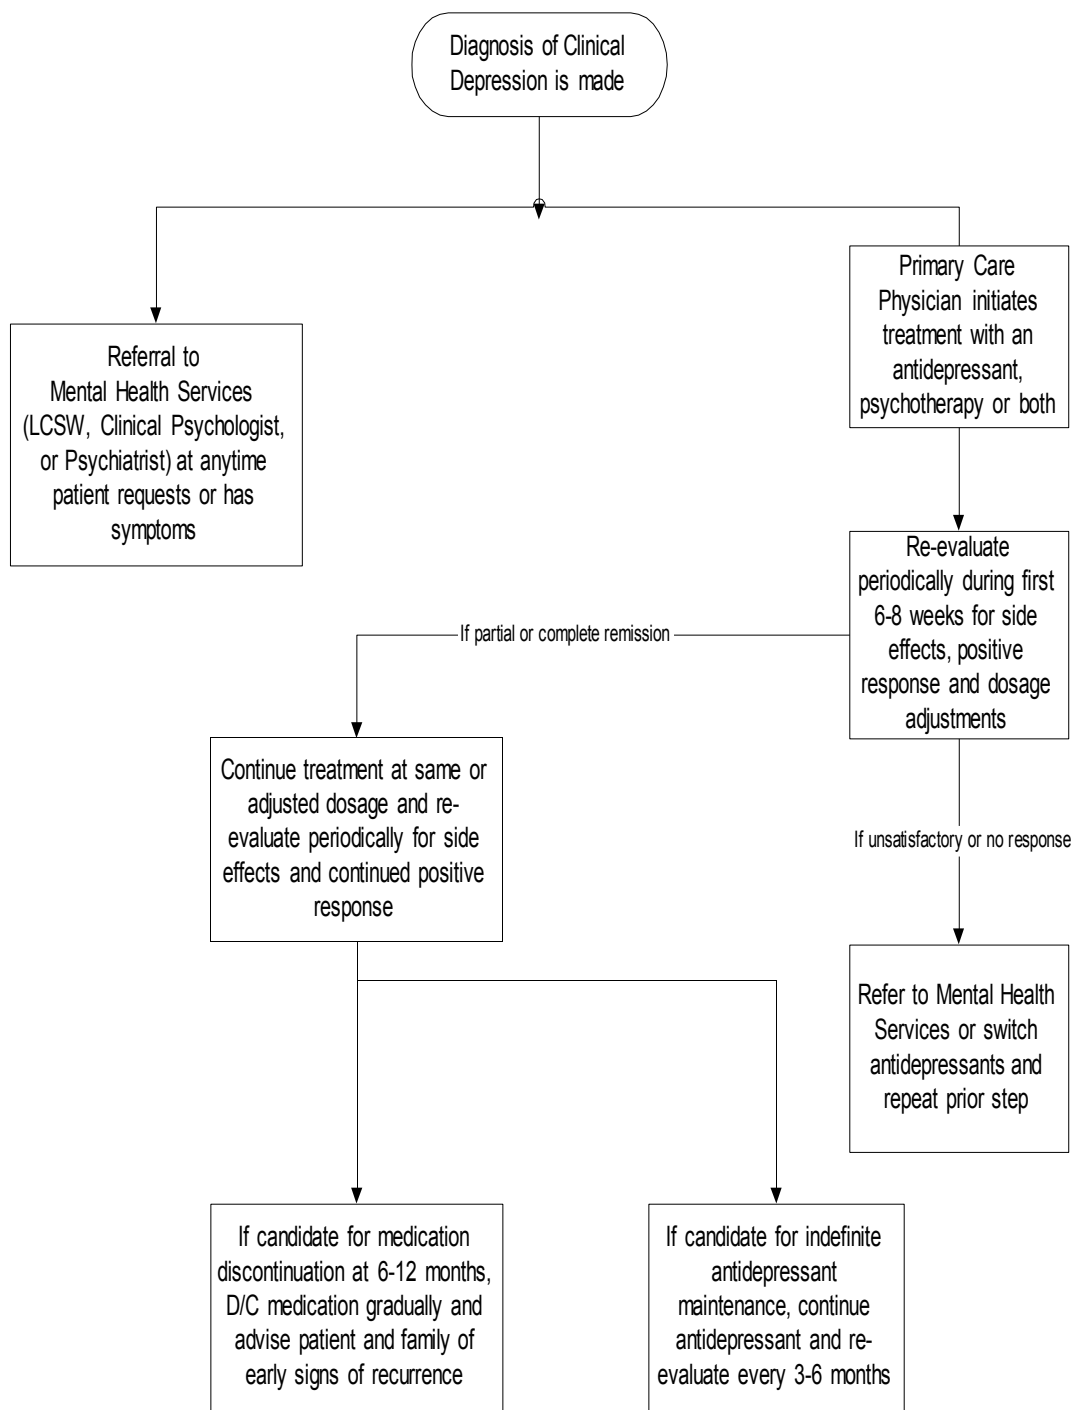 Diagnosis of Clinical
Depression is made
Primary Care
Physician initiates
treatment with an
antidepressant,
psychotherapy or both
Referral to
Mental Health Services
(LCSW, Clinical Psychologist,
or Psychiatrist) at anytime
patient requests or has
symptoms
Re-evaluate
periodically during first
6-8 weeks for side
effects, positive
response and dosage
adjustments
If partial or complete remission
Continue treatment at same or
adjusted dosage and re-
evaluate periodically for side
effects and continued positive
response
If unsatisfactory or no response
Refer to Mental Health
Services or switch
antidepressants and
repeat prior step
If candidate for medication
discontinuation at 6-12 months,
D/C medication gradually and
advise patient and family of
early signs of recurrence
If candidate for indefinite
antidepressant
maintenance, continue
antidepressant and re-
evaluate every 3-6 months